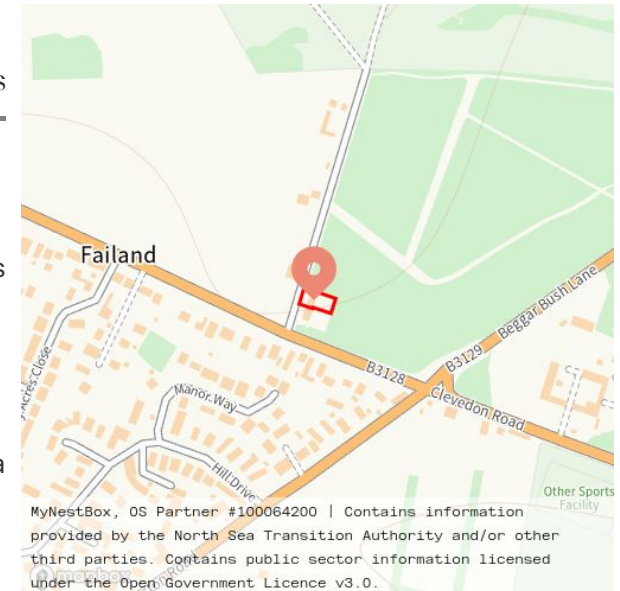 s
Failand
s
Beggar Bush Lane
B3129
B3128
Clevedon Road
Acres Close
Manor Way
Hill Drive
a
Other Sports
Facility
MyNestBox, OS Partner #100064200 | Contains information
provided by the North Sea Transition Authority and/or other
third parties. Contains public sector information licensed
under the Open Government Licence v3.0.
mapbox